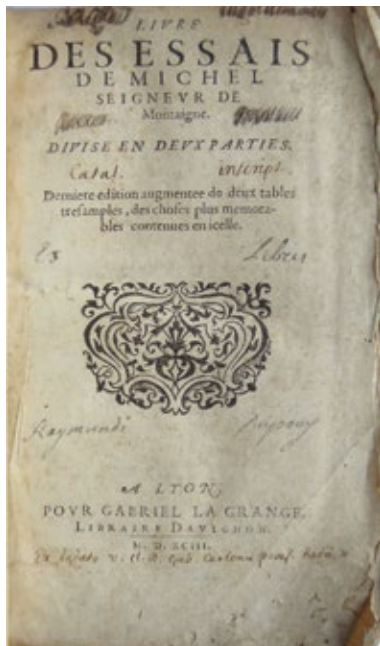 LIVRE
DES ESSAIS
DE MICHEL
SEIGNEVR DE
Montaigne.
DIVISE EN DEVX PARTIES.
Catal. inscript.
Derniere edition augmentee de deux tables
tresamples, des choses plus memora-
bles contenues en icelle.
Ex Libris
Raymundi
A LYON,
POVR GABRIEL LA GRANGE,
LIBRAIRE D'AVIGNON.
M. D. XCIII.